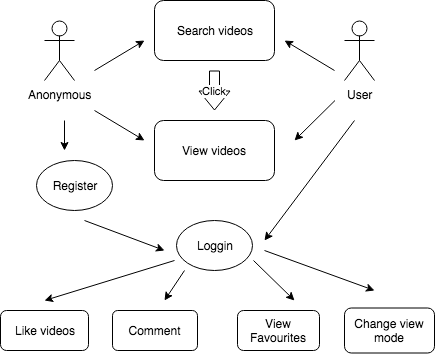 Search videos
Anonymous
Click
User
View videos
Register
Loggin
Like videos
Comment
View
Favourites
Change view
mode